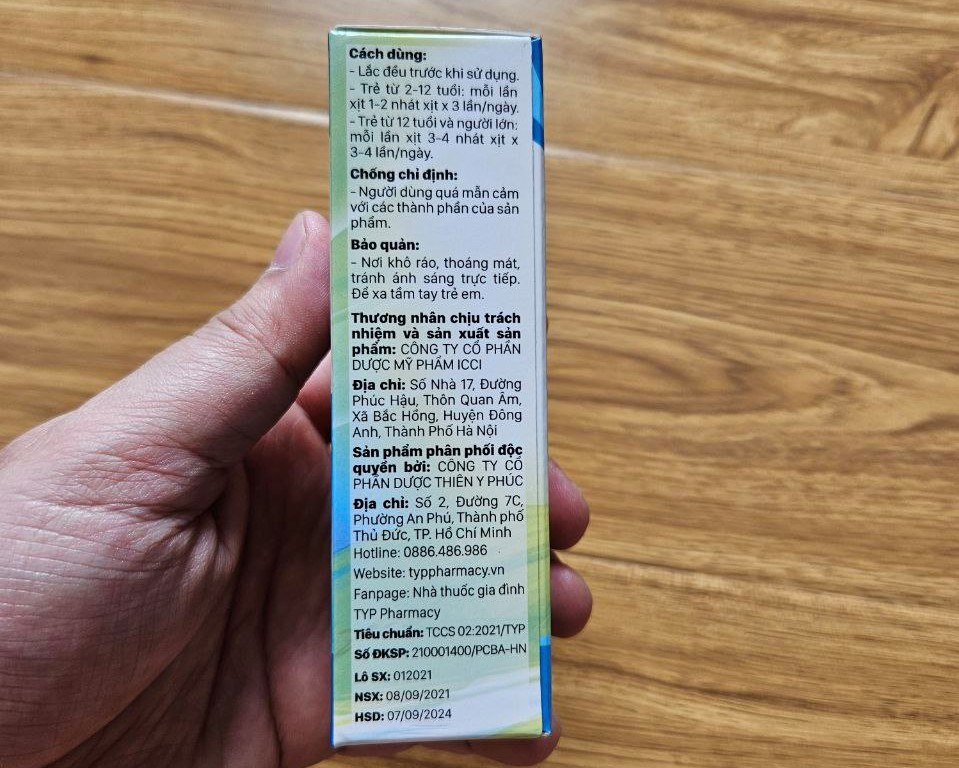 Cách dùng:
- Lắc đều trước khi sử dụng.
- Trẻ từ 2-12 tuổi: mỗi lần
xịt 1-2 nhát xịt x 3 lần/ngày.
- Trẻ từ 12 tuổi và người lớn:
mỗi lần xịt 3-4 nhát xịt x
3-4 lần/ngày.
Chống chỉ định:
- Người dùng quá mẫn cảm
với các thành phần của sản
phẩm.
Bảo quản:
- Nơi khô ráo, thoáng mát,
tránh ánh sáng trực tiếp.
Để xa tầm tay trẻ em.
Thương nhân chịu trách
nhiệm và sản xuất sản
phẩm: CÔNG TY CỔ PHẦN
DƯỢC MỸ PHẨM ICCI
Địa chỉ: Số Nhà 17, Đường
Phúc Hậu, Thôn Quan Âm,
Xã Bắc Hồng, Huyện Đông
Anh, Thành Phố Hà Nội
Sản phẩm phân phối độc
quyền bởi: CÔNG TY CỔ
PHẦN DƯỢC THIÊN Y PHÚC
Địa chỉ: Số 2, Đường 7C,
Phường An Phú, Thành phố
Thủ Đức, TP. Hồ Chí Minh
Hotline: 0886.486.986
Website: typpharmacy.vn
Fanpage: Nhà thuốc gia đình
TYP Pharmacy
Tiêu chuẩn: TCCS 02:2021/TYP
Số ĐKSP: 210001400/PCBA-HN
Lô SX: 012021
NSX: 08/09/2021
HSD: 07/09/2024